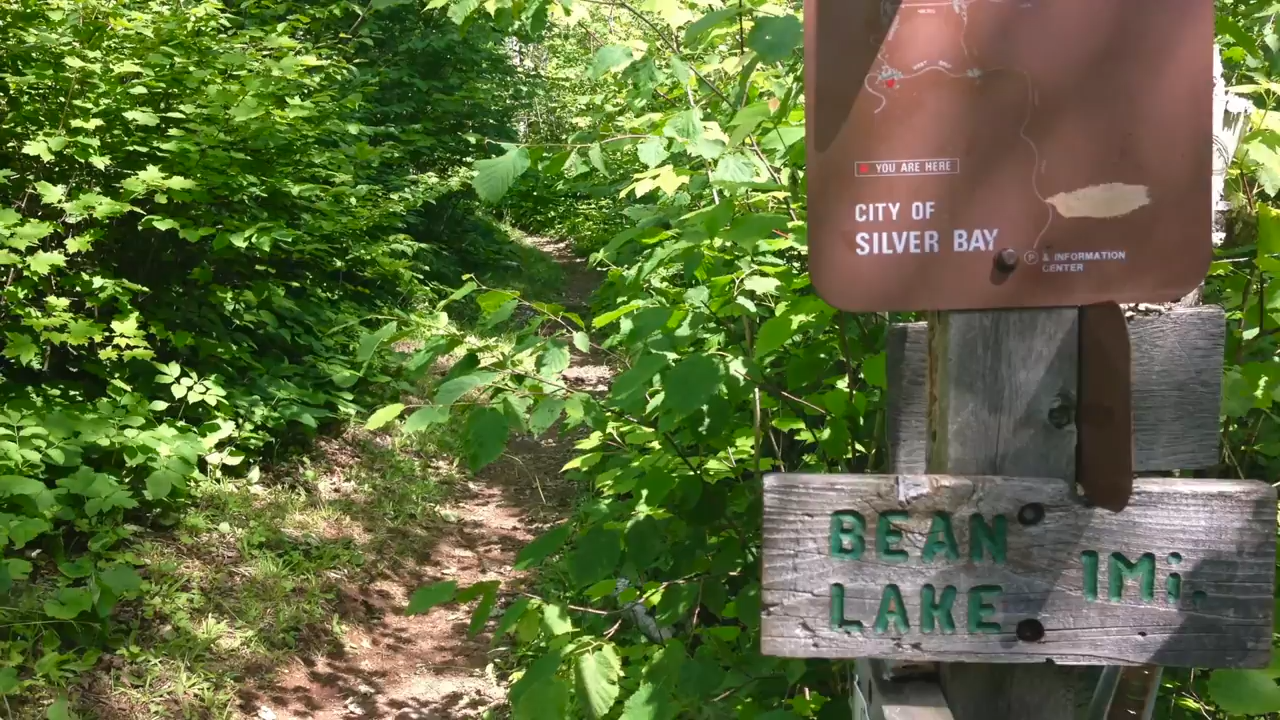 YOU ARE HERE
CITY OF
SILVER BAY
P & INFORMATION
CENTER
BEAN
LAKE
1Mi.